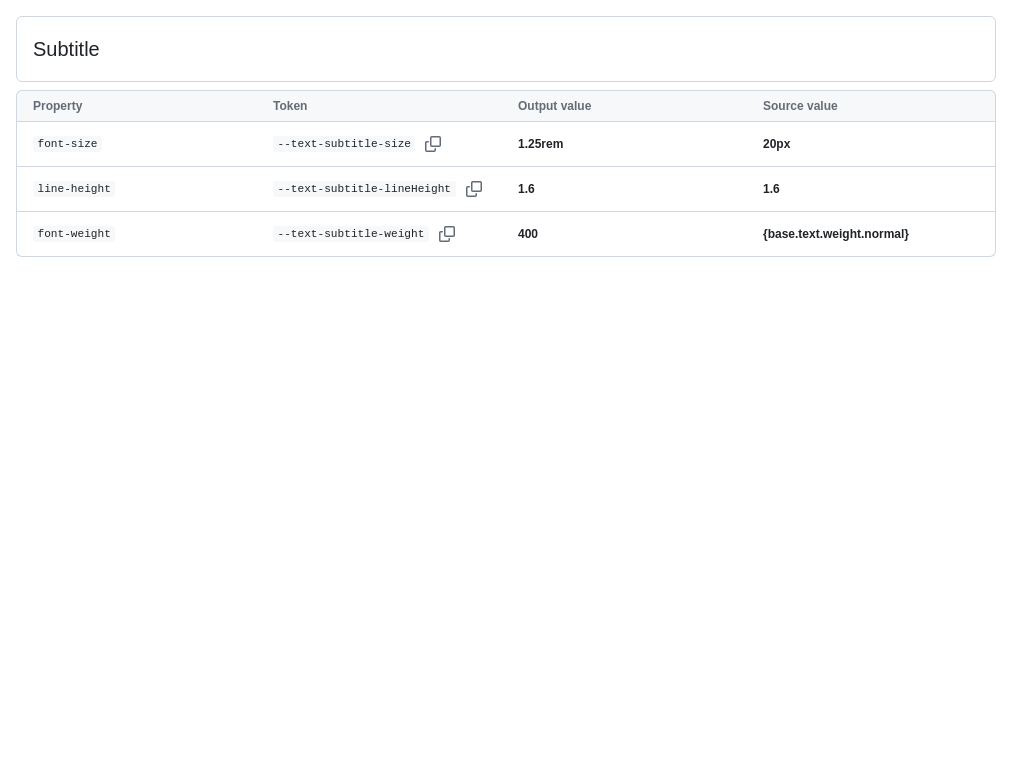 Subtitle
Property Token Output value Source value
font-size --text-subtitle-size 1.25rem 20px
line-height --text-subtitle-lineHeight 1.6 1.6
font-weight --text-subtitle-weight 400 {base.text.weight.normal}